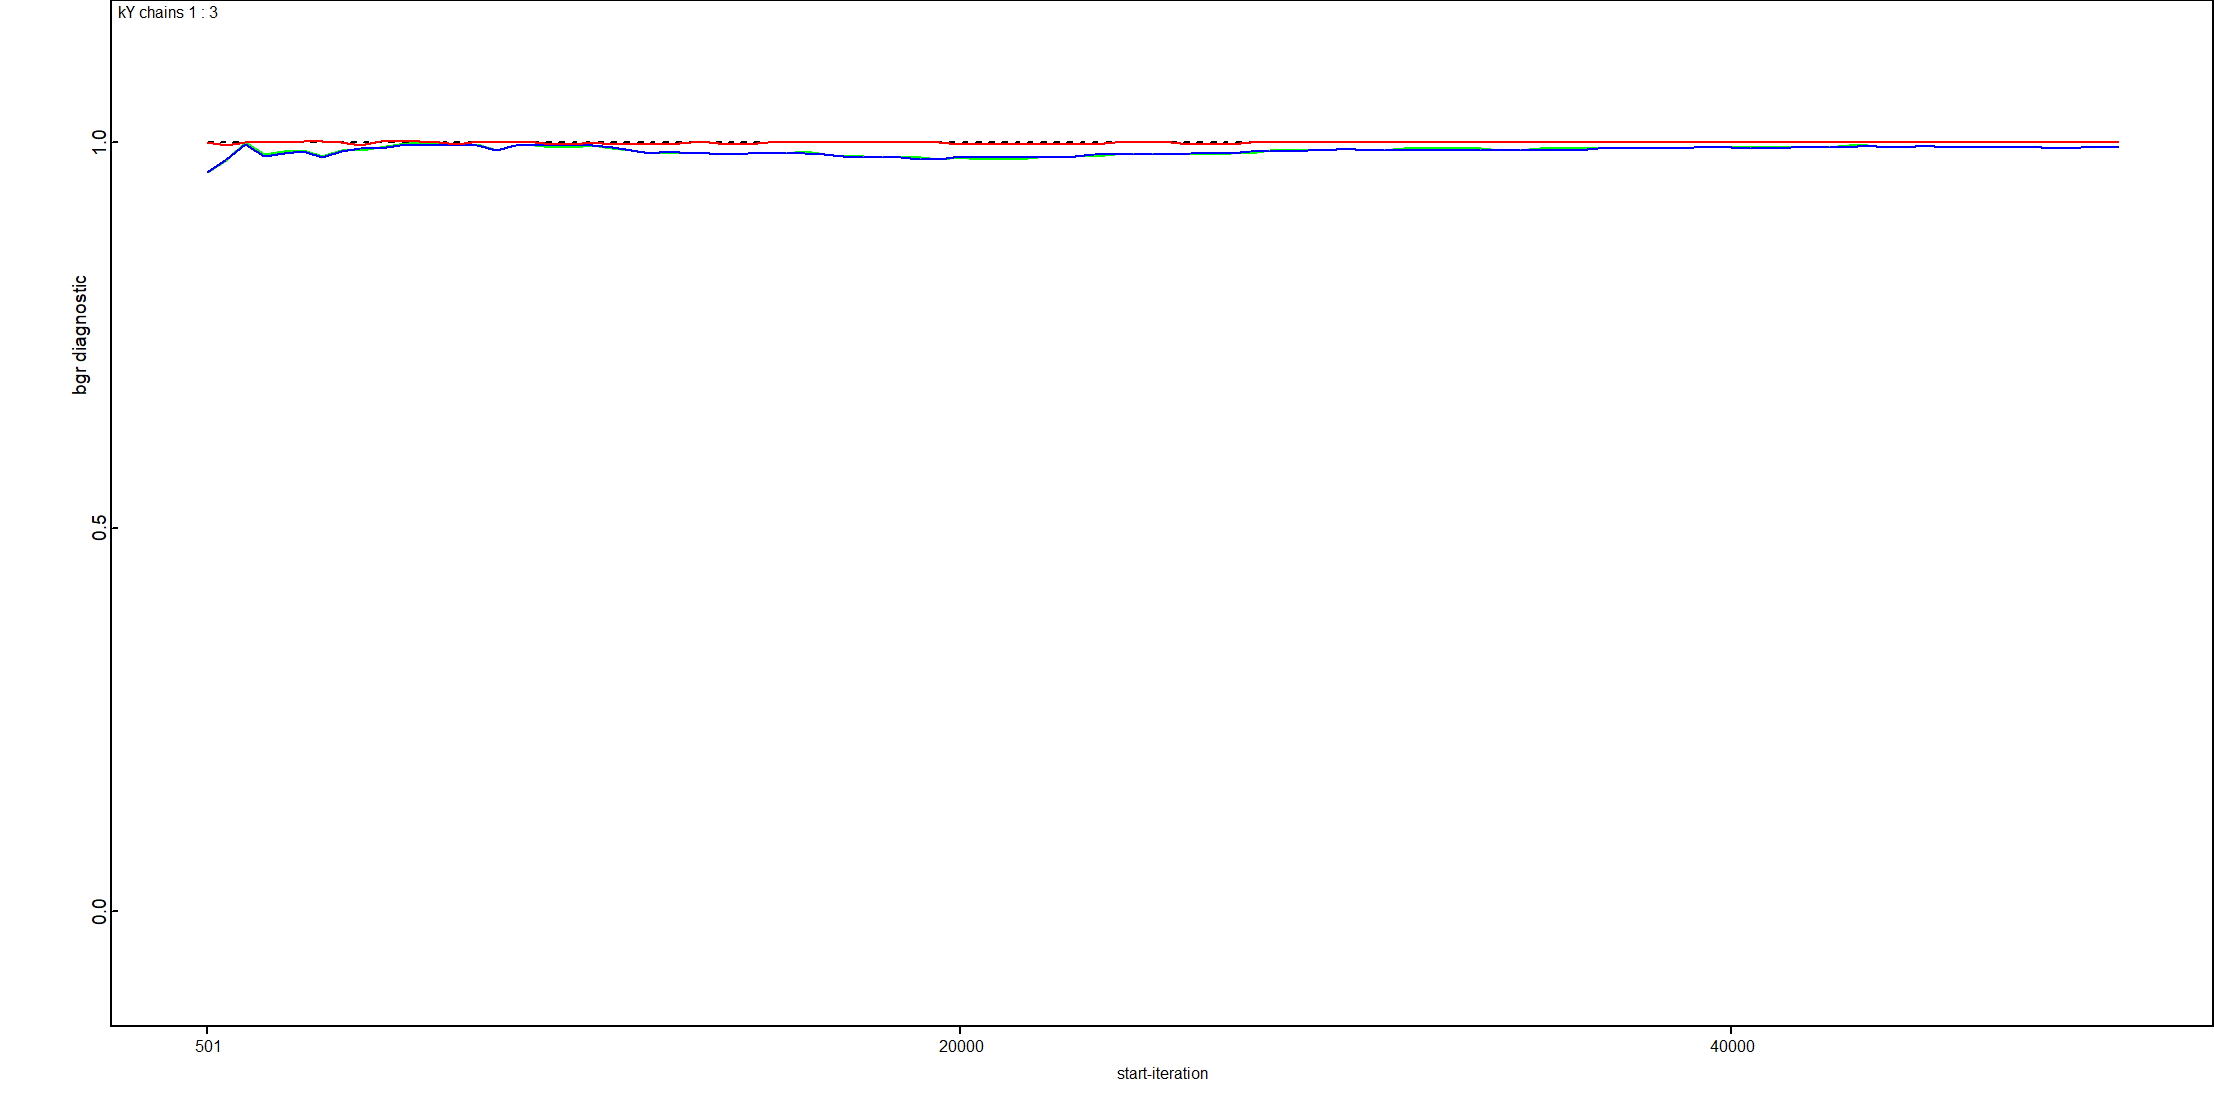 kY chains 1 : 3
1.0
0.5
0.0
bgr diagnostic
501
20000
40000
start-iteration